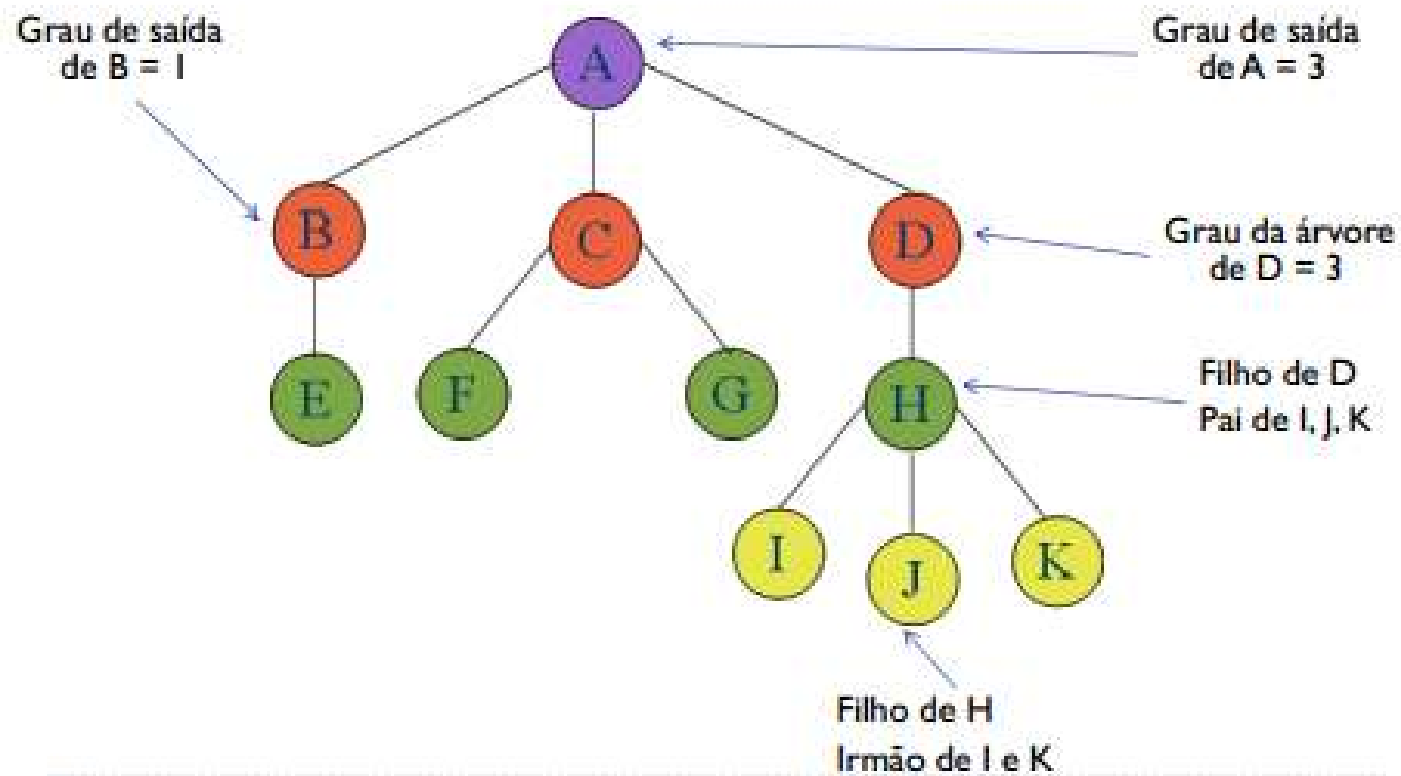 Grau de saída
de B = 1
Grau de saída
de A = 3
A
B
C
D
Grau da árvore
de D = 3
E
F
G
H
Filho de D
Pai de I, J, K
I
J
K
Filho de H
Irmão de I e K